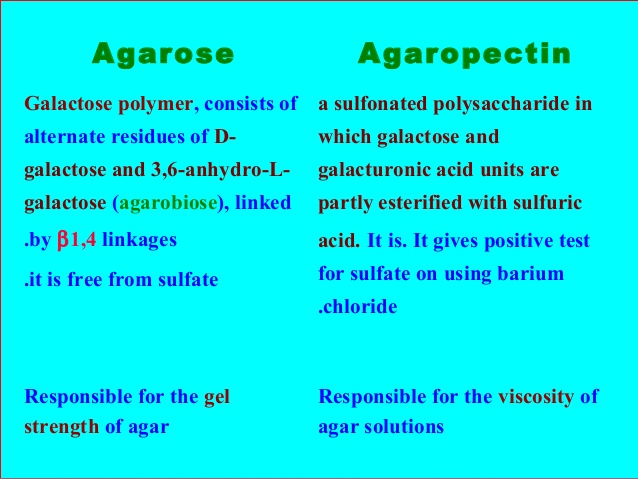 Agarose
Galactose polymer, consists of
alternate residues of D-
galactose and 3,6-anhydro-L-
galactose (agarobiose), linked
.by β1,4 linkages
.it is free from sulfate
Responsible for the gel
strength of agar
Agaropectin
a sulfonated polysaccharide in
which galactose and
galacturonic acid units are
partly esterified with sulfuric
acid. It is. It gives positive test
for sulfate on using barium
.chloride
Responsible for the viscosity of
agar solutions